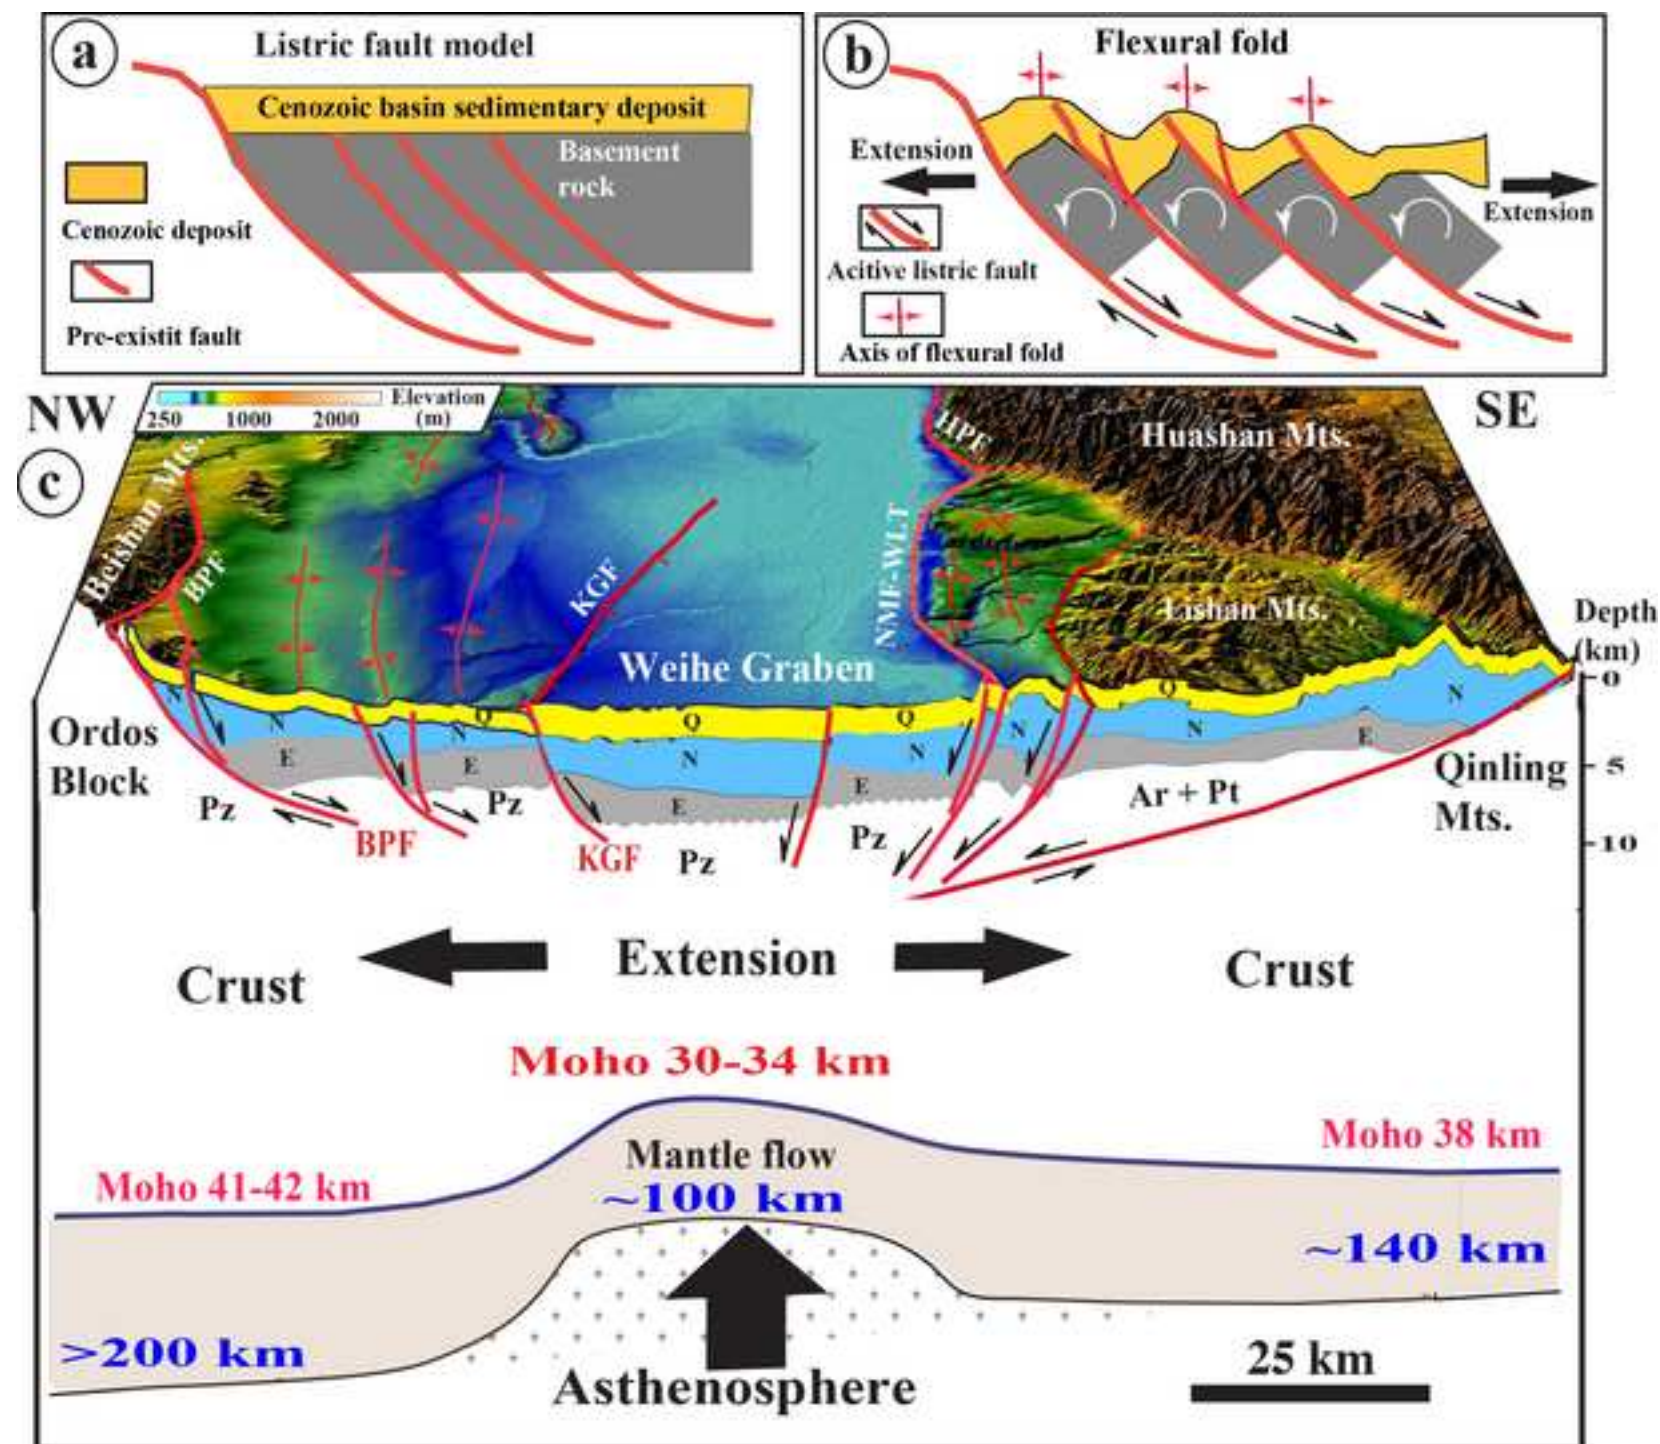 a
Listric fault model
Cenozoic basin sedimentary deposit
Basement
rock
Cenozoic deposit
Pre-existit fault
b
Flexural fold
Extension
Extension
Acitive listric fault
Axis of flexural fold
NW
SE
c
Elevation
(m)
250 1000 2000
Beishan Mts.
BPF
KGF
NMF-WLT
HPF
Huashan Mts.
Lishan Mts.
Weihe Graben
Depth
(km)
0
5
10
Q
Q
Q
Q
N
N
N
N
N
N
N
N
E
E
E
E
E
Ordos
Block
Pz
BPF
Pz
KGF
Pz
Pz
Ar + Pt
Qinling
Mts.
Crust
Extension
Crust
Moho 30-34 km
Moho 41-42 km
Moho 38 km
Mantle flow
~100 km
~140 km
>200 km
Asthenosphere
25 km